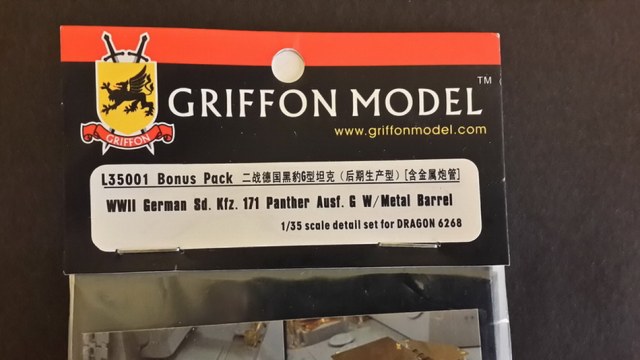 GRIFFON MODEL TM
www.griffonmodel.com
GRIFFON
L35001 Bonus Pack 二战德国黑豹G型坦克（后期生产型）[含金属炮管]
WWII German Sd. Kfz. 171 Panther Ausf. G W/Metal Barrel
1/35 scale detail set for DRAGON 6268